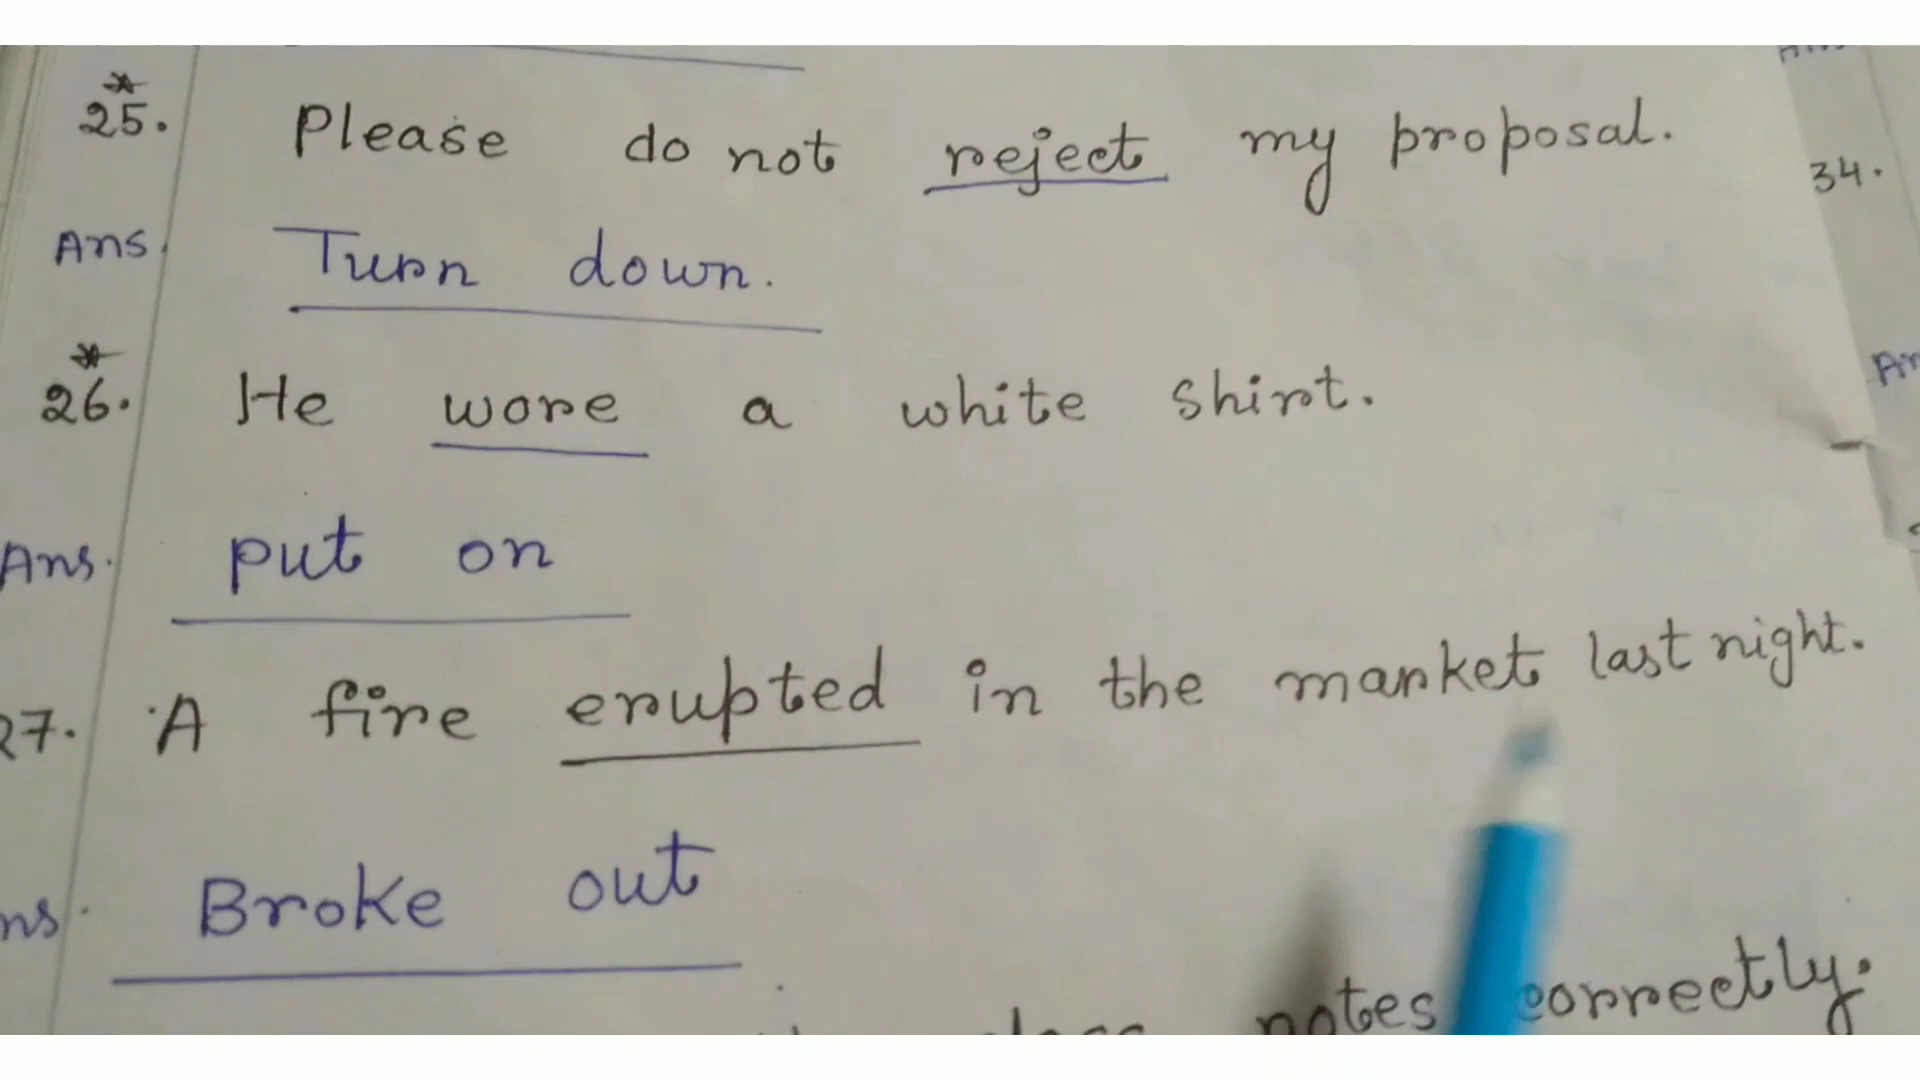 25. Please do not reject my proposal.
Ans. Turn down.
26. He wore a white shirt.
Ans. put on
27. A fire erupted in the market last night.
ns. Broke out
notes correctly.
34.